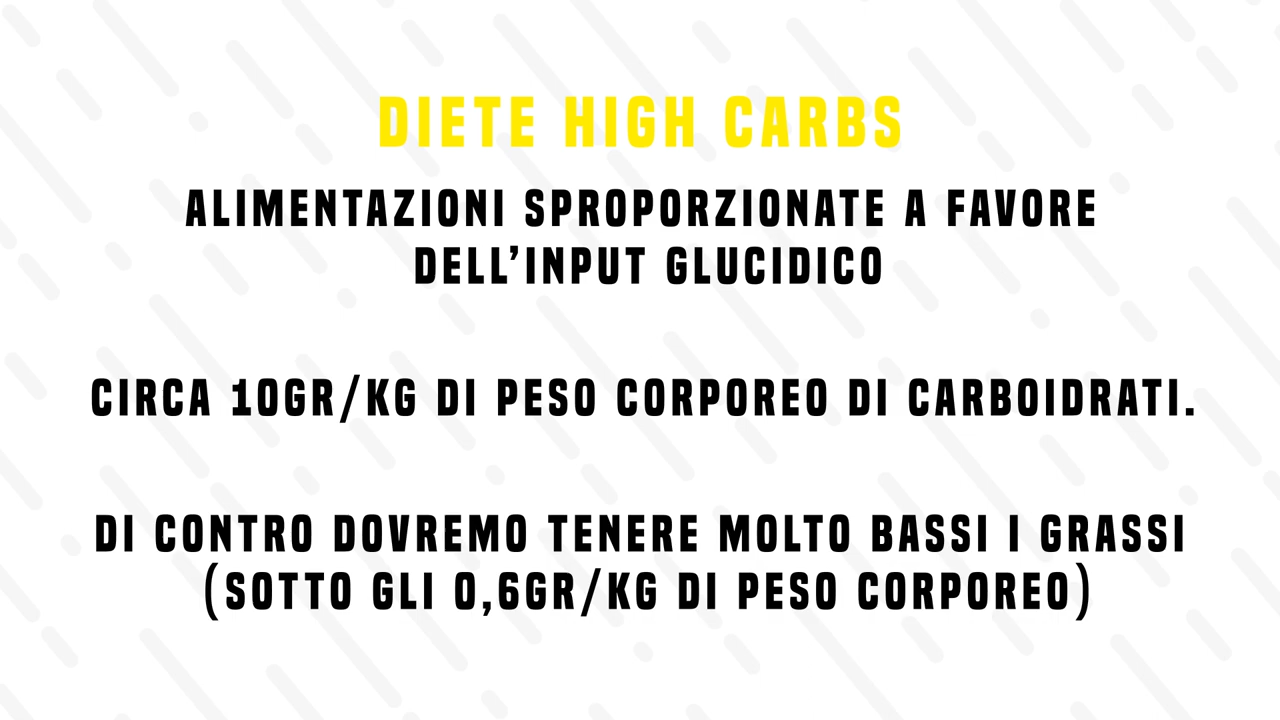 DIETE HIGH CARBS
ALIMENTAZIONI SPROPORZIONATE A FAVORE
DELL'INPUT GLUCIDICO
CIRCA 10GR/KG DI PESO CORPOREO DI CARBOIDRATI.
DI CONTRO DOVREMO TENERE MOLTO BASSI I GRASSI
(SOTTO GLI 0,6GR/KG DI PESO CORPOREO)